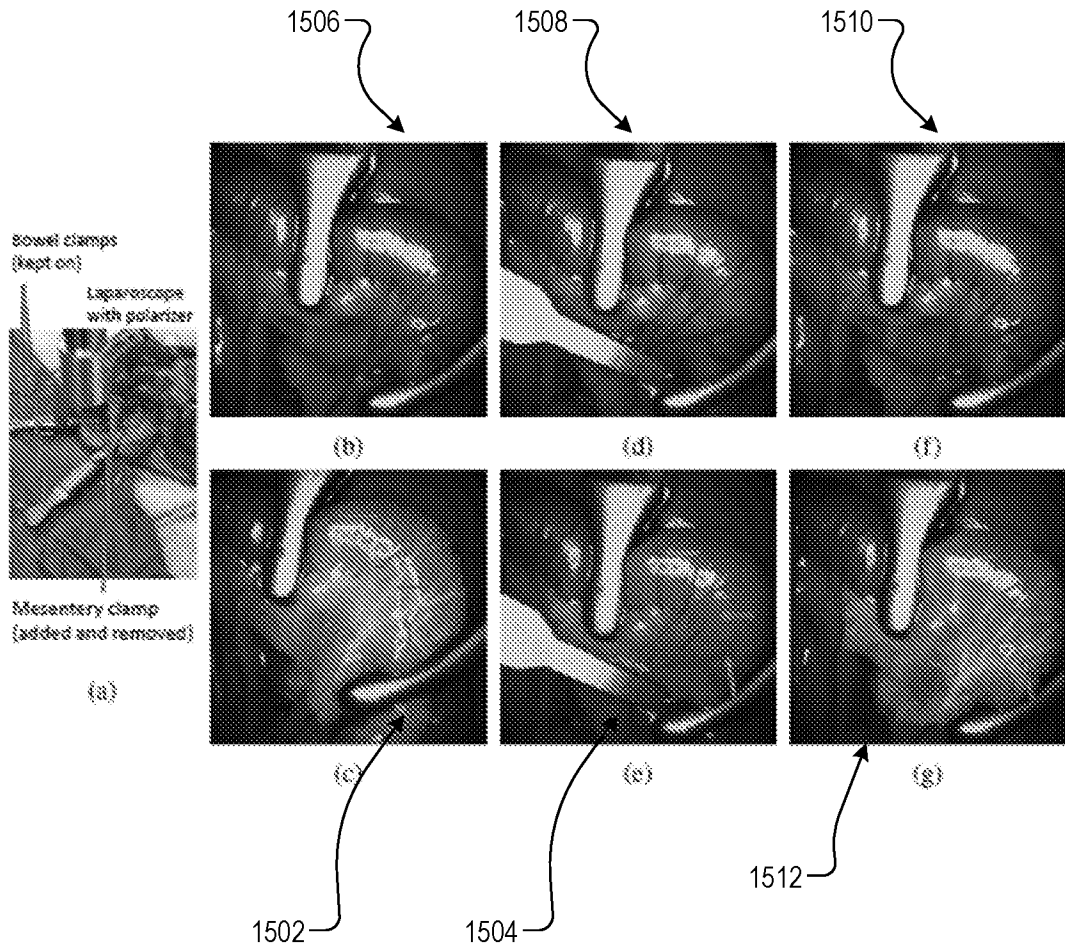 1506
1508
1510
Bowel clamps
(kept on)
Laparoscope
with polarizer
Mesentery clamp
(added and removed)
(a)
(b)
(d)
(f)
(c)
(e)
(g)
1502
1504
1512